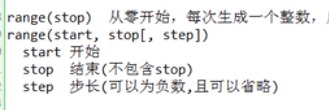 range(stop)  从零开始，每次生成一个整数，
range(start, stop[, step])
start 开始
stop  结束(不包含stop)
step  步长(可以为负数,且可以省略)